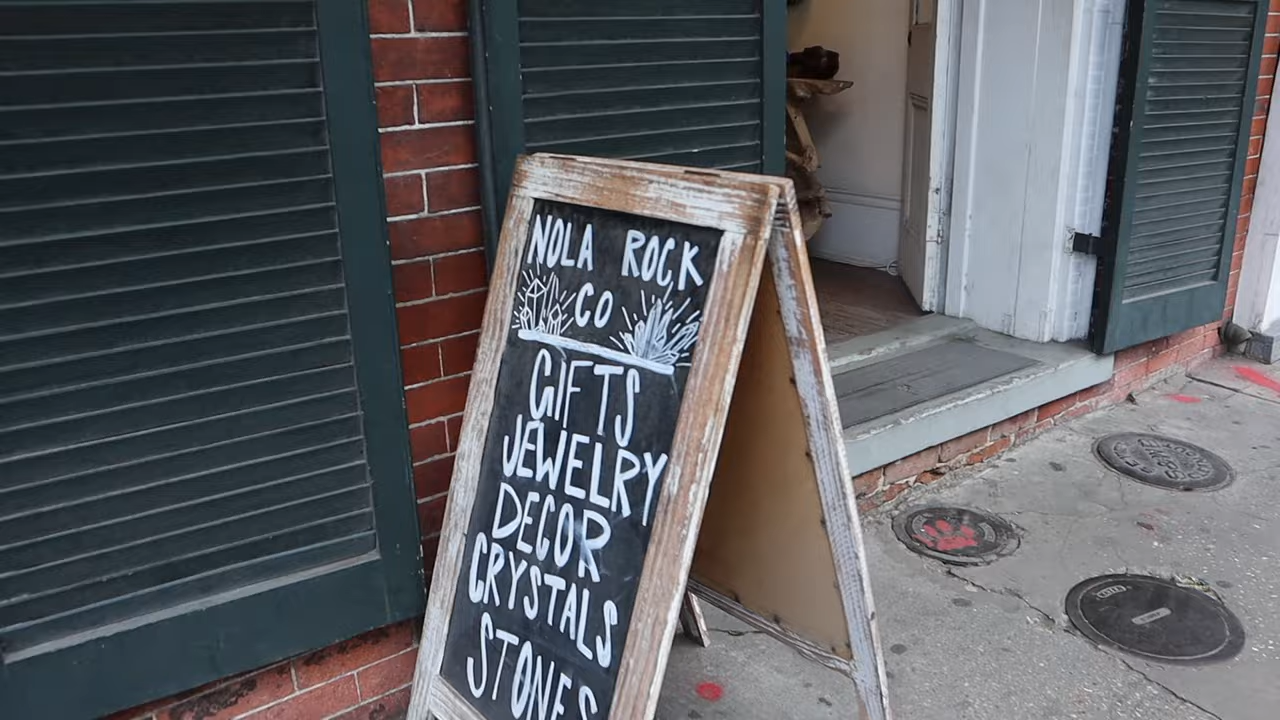 NOLA ROCK
CO
GIFTS
JEWELRY
DECOR
CRYSTALS
STONES